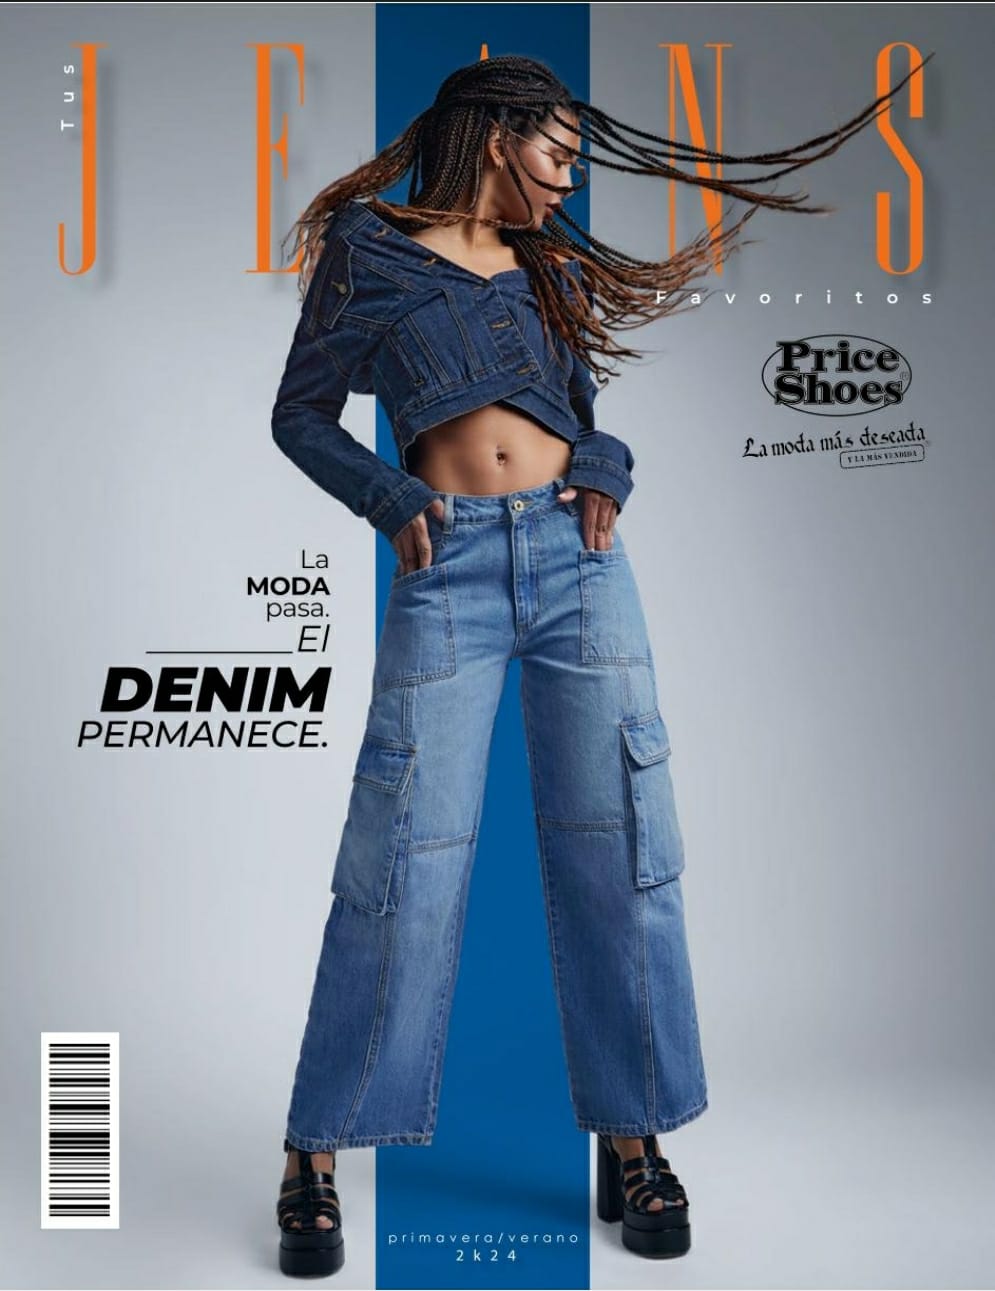 Tus
JEANS
Favoritos
Price
Shoes®
La moda más deseada
Y LA MÁS VENDIDA
La
MODA
pasa.
El
DENIM
PERMANECE.
primavera/verano
2k24